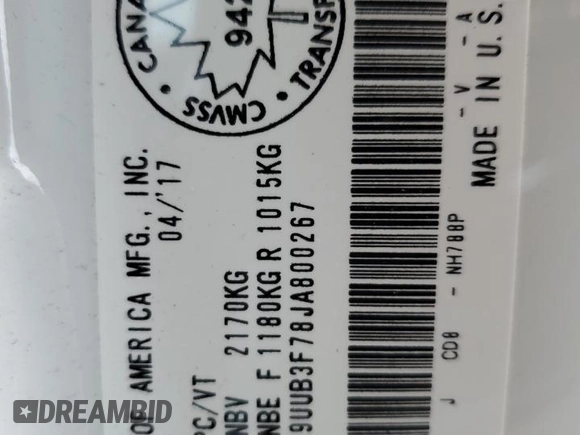 CANA
942
CMVSS
TRANSP
OF AMERICA MFG., INC.
04/'17
PC/VT
NBV 2170KG
NBE F 1180KG R 1015KG
9UUB3F78JA800267
J CD8 - NH788P - V - A
MADE IN U.S.
DREAMBID